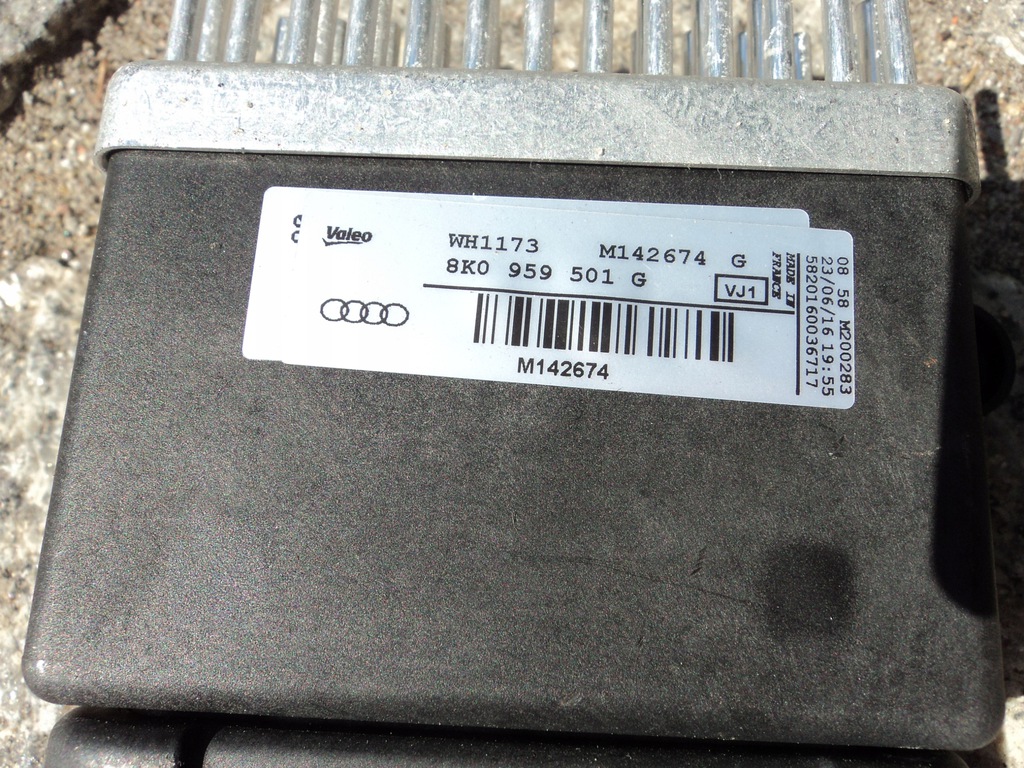 Valeo
WH1173 M142674 G
8K0 959 501 G
VJ1
M142674
MADE IN
FRANCE
08 58 M200283
23/06/16 19:55
5820160036717